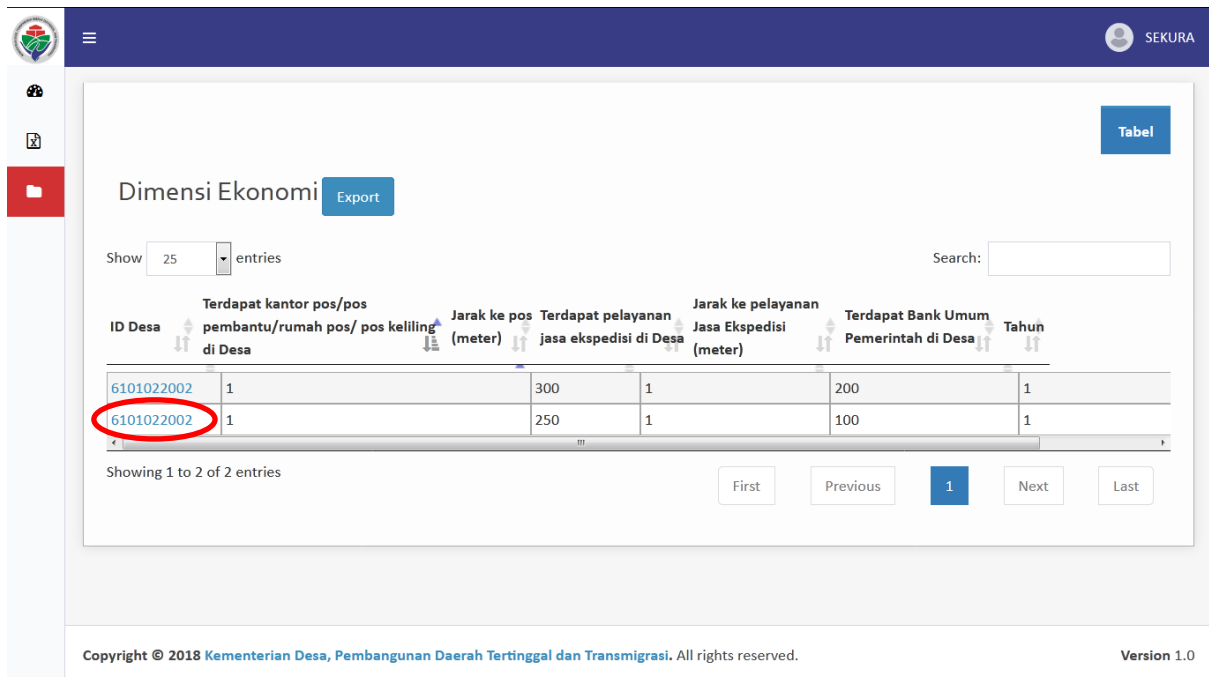 SEKURA
Tabel
Dimensi Ekonomi Export
Show 25 entries Search:
ID Desa
Terdapat kantor pos/pos
pembantu/rumah pos/ pos keliling
di Desa
Jarak ke pos
(meter)
Terdapat pelayanan
jasa ekspedisi di Desa
Jarak ke pelayanan
Jasa Ekspedisi
(meter)
Terdapat Bank Umum
Pemerintah di Desa
Tahun
6101022002 1 300 1 200 1
6101022002 1 250 1 100 1
Showing 1 to 2 of 2 entries
First Previous 1 Next Last
Copyright © 2018 Kementerian Desa, Pembangunan Daerah Tertinggal dan Transmigrasi. All rights reserved. Version 1.0